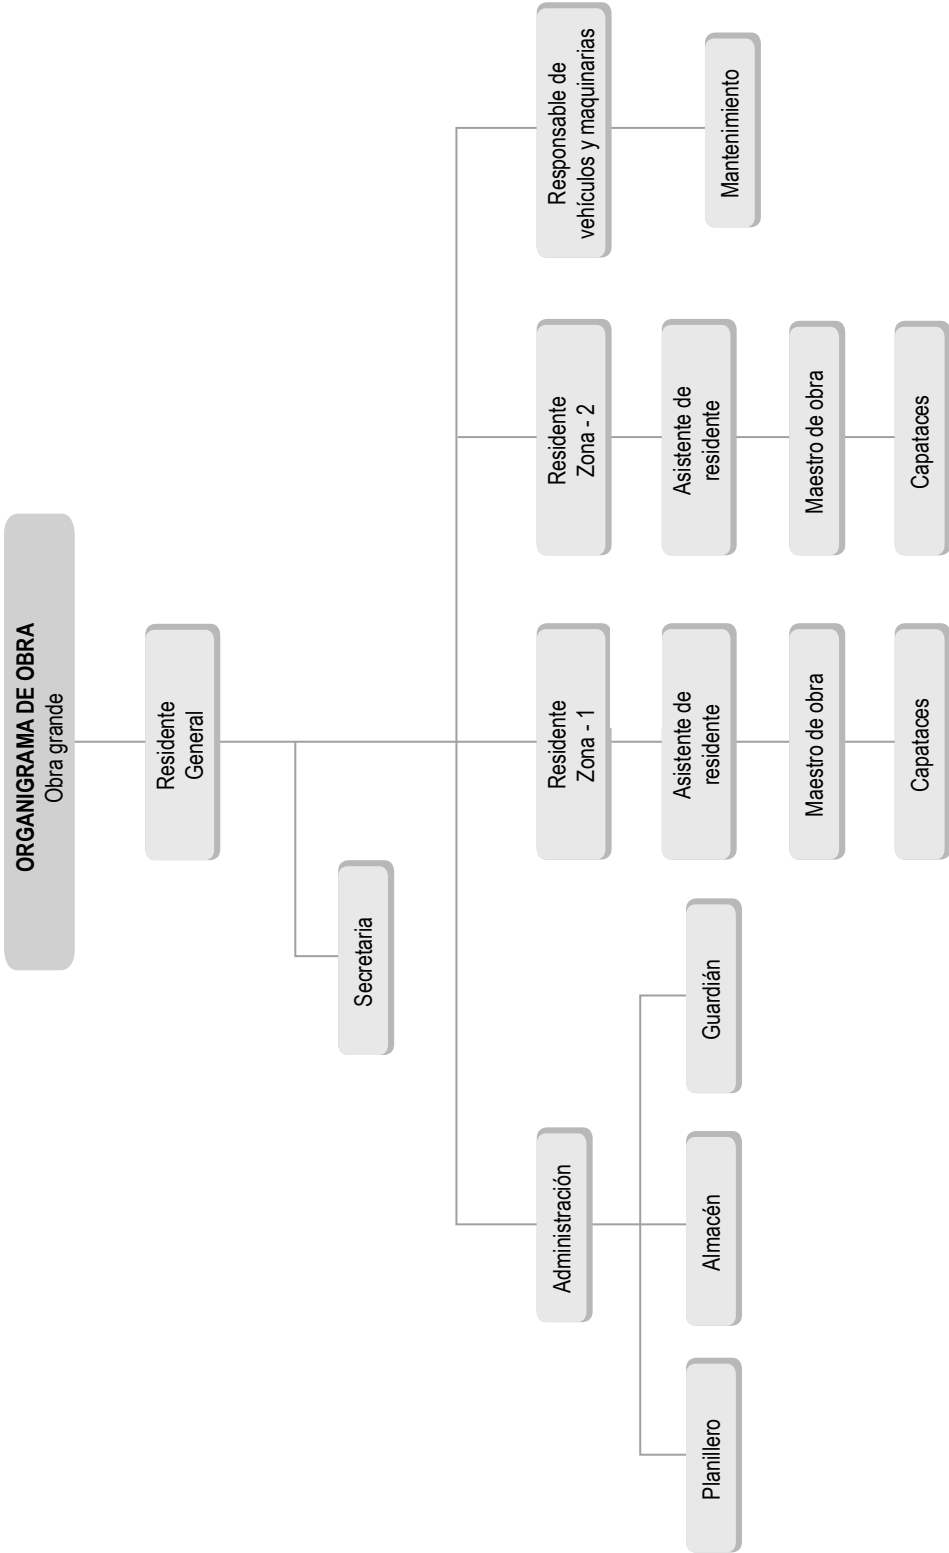 ORGANIGRAMA DE OBRA
Obra grande
Residente
General
Secretaria
Administración
Residente
Zona - 1
Residente
Zona - 2
Responsable de
vehículos y maquinarias
Planillero
Almacén
Guardián
Asistente de
residente
Asistente de
residente
Mantenimiento
Maestro de obra
Maestro de obra
Capataces
Capataces